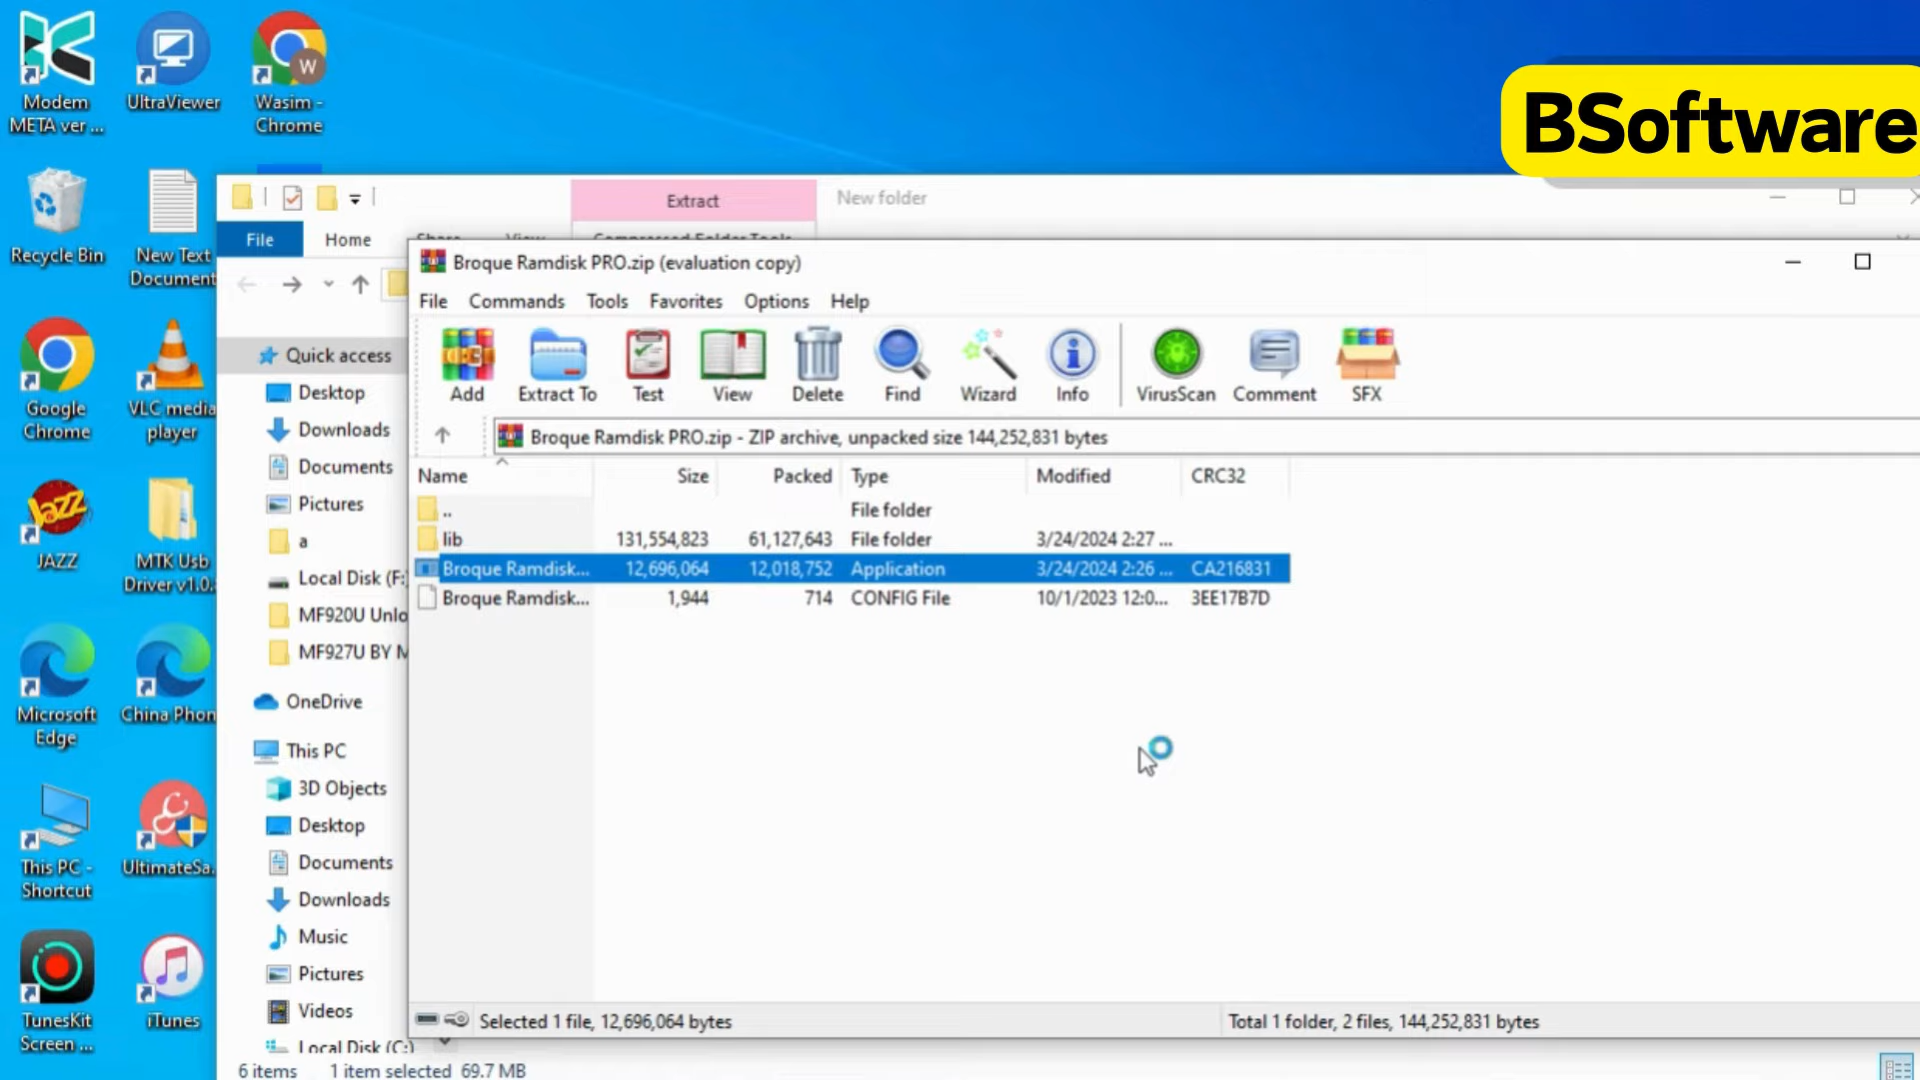 Modem
META ver ...
UltraViewer
Wasim -
Chrome
W
BSoftware
Recycle Bin
New Text
Document
Google
Chrome
VLC media
player
JAZZ
MTK Usb
Driver v1.0.
Microsoft
Edge
China Phon
This PC -
Shortcut
UltimateSa.
TunesKit
Screen ...
iTunes
Extract
New folder
File
Home
Share
View
Compressed Folder Tools
Quick access
Desktop
Downloads
Documents
Pictures
a
Local Disk (F:
MF920U Unlo
MF927U BY M
OneDrive
This PC
3D Objects
Desktop
Documents
Downloads
Music
Pictures
Videos
Local Disk (C:)
6 items
1 item selected 69.7 MB
Broque Ramdisk PRO.zip (evaluation copy)
File Commands Tools Favorites Options Help
Add Extract To Test View Delete Find Wizard Info VirusScan Comment SFX
Broque Ramdisk PRO.zip - ZIP archive, unpacked size 144,252,831 bytes
Name Size Packed Type Modified CRC32
.. File folder
lib 131,554,823 61,127,643 File folder 3/24/2024 2:27 ...
Broque Ramdisk... 12,696,064 12,018,752 Application 3/24/2024 2:26 ... CA216831
Broque Ramdisk... 1,944 714 CONFIG File 10/1/2023 12:0... 3EE17B7D
Selected 1 file, 12,696,064 bytes
Total 1 folder, 2 files, 144,252,831 bytes